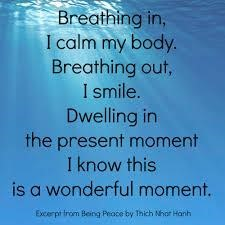 Breathing in,
I calm my body.
Breathing out,
I smile.
Dwelling in
the present moment
I know this
is a wonderful moment.
Excerpt from Being Peace by Thich Nhat Hanh